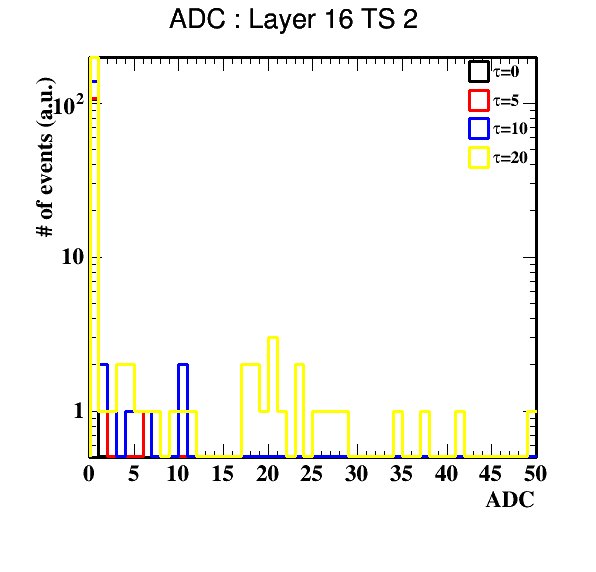 ADC : Layer 16 TS 2
# of events (a.u.)
10²
10
1
τ=0
τ=5
τ=10
τ=20
0 5 10 15 20 25 30 35 40 45 50
ADC